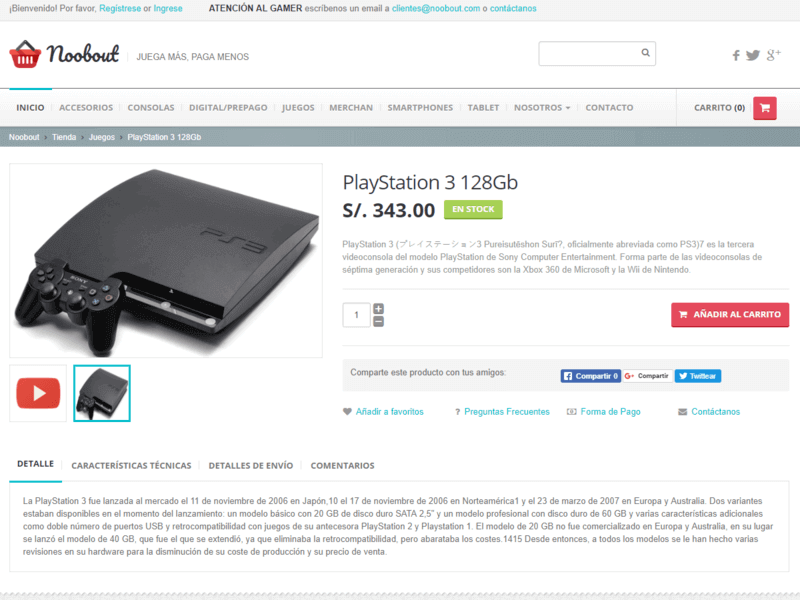 ¡Bienvenido! Por favor, Regístrese or Ingrese
ATENCIÓN AL GAMER escríbenos un email a clientes@noobout.com o contáctanos
Noobout
JUEGA MÁS, PAGA MENOS
INICIO ACCESORIOS CONSOLAS DIGITAL/PREPAGO JUEGOS MERCHAN SMARTPHONES TABLET NOSOTROS CONTACTO CARRITO (0)
Noobout › Tienda › Juegos › PlayStation 3 128Gb
PlayStation 3 128Gb
S/. 343.00 EN STOCK
PlayStation 3 (プレイステーション3 Pureisutēshon Surī?, oficialmente abreviada como PS3)7 es la tercera
videoconsola del modelo PlayStation de Sony Computer Entertainment. Forma parte de las videoconsolas de
séptima generación y sus competidores son la Xbox 360 de Microsoft y la Wii de Nintendo.
PS3
SONY
1
AÑADIR AL CARRITO
Comparte este producto con tus amigos:
Compartir 0
G+ Compartir
Twittear
Añadir a favoritos
? Preguntas Frecuentes
Forma de Pago
Contáctanos
DETALLE CARACTERÍSTICAS TÉCNICAS DETALLES DE ENVÍO COMENTARIOS
La PlayStation 3 fue lanzada al mercado el 11 de noviembre de 2006 en Japón,10 el 17 de noviembre de 2006 en Norteamérica1 y el 23 de marzo de 2007 en Europa y Australia. Dos variantes
estaban disponibles en el momento del lanzamiento: un modelo básico con 20 GB de disco duro SATA 2,5" y un modelo profesional con disco duro de 60 GB y varias características adicionales
como doble número de puertos USB y retrocompatibilidad con juegos de su antecesora PlayStation 2 y Playstation 1. El modelo de 20 GB no fue comercializado en Europa y Australia, en su lugar
se lanzó el modelo de 40 GB, que fue el que se extendió, ya que eliminaba la retrocompatibilidad, pero abarataba los costes.1415 Desde entonces, a todos los modelos se le han hecho varias
revisiones en su hardware para la disminución de su coste de producción y su precio de venta.